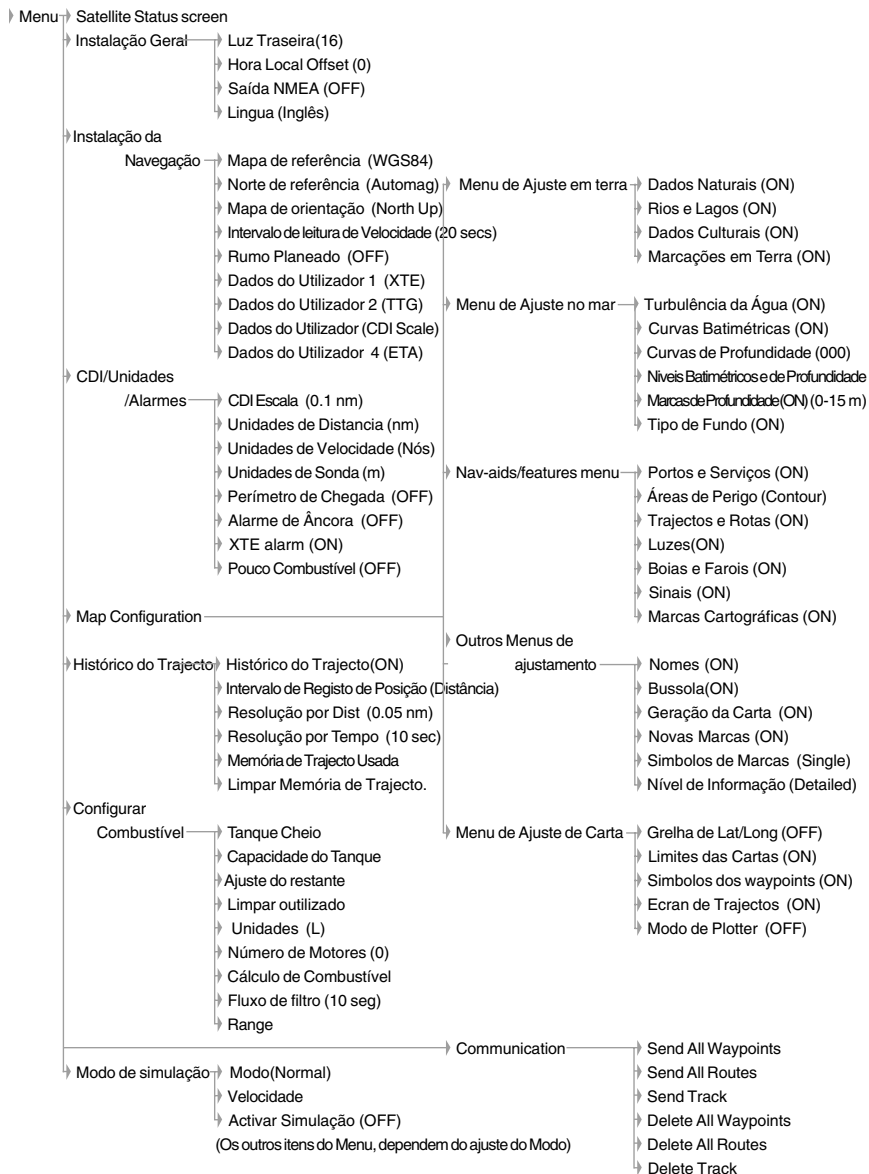 Menu
Satellite Status screen
Instalação Geral
Luz Traseira(16)
Hora Local Offset (0)
Saída NMEA (OFF)
Lingua (Inglês)
Instalação da
Navegação
Mapa de referência (WGS84)
Norte de referência (Automag)
Mapa de orientação (North Up)
Intervalo de leitura de Velocidade (20 secs)
Rumo Planeado (OFF)
Dados do Utilizador 1 (XTE)
Dados do Utilizador 2 (TTG)
Dados do Utilizador (CDI Scale)
Dados do Utilizador 4 (ETA)
CDI/Unidades
/Alarmes
CDI Escala (0.1 nm)
Unidades de Distancia (nm)
Unidades de Velocidade (Nós)
Unidades de Sonda (m)
Perímetro de Chegada (OFF)
Alarme de Âncora (OFF)
XTE alarm (ON)
Pouco Combustível (OFF)
Map Configuration
Menu de Ajuste em terra
Dados Naturais (ON)
Rios e Lagos (ON)
Dados Culturais (ON)
Marcações em Terra (ON)
Menu de Ajuste no mar
Turbulência da Água (ON)
Curvas Batimétricas (ON)
Curvas de Profundidade (000)
Niveis Batimétricos e de Profundidade
Marcas de Profundidade (ON) (0-15 m)
Tipo de Fundo (ON)
Nav-aids/features menu
Portos e Serviços (ON)
Áreas de Perigo (Contour)
Trajectos e Rotas (ON)
Luzes(ON)
Boias e Farois (ON)
Sinais (ON)
Marcas Cartográficas (ON)
Outros Menus de
ajustamento
Nomes (ON)
Bussola(ON)
Geração da Carta (ON)
Novas Marcas (ON)
Simbolos de Marcas (Single)
Nível de Informação (Detailed)
Menu de Ajuste de Carta
Grelha de Lat/Long (OFF)
Limites das Cartas (ON)
Simbolos dos waypoints (ON)
Ecran de Trajectos (ON)
Modo de Plotter (OFF)
Histórico do Trajecto
Histórico do Trajecto(ON)
Intervalo de Registo de Posição (Distância)
Resolução por Dist (0.05 nm)
Resolução por Tempo (10 sec)
Memória de Trajecto Usada
Limpar Memória de Trajecto.
Configurar
Combustível
Tanque Cheio
Capacidade do Tanque
Ajuste do restante
Limpar outilizado
Unidades (L)
Número de Motores (0)
Cálculo de Combustível
Fluxo de filtro (10 seg)
Range
Communication
Send All Waypoints
Send All Routes
Send Track
Delete All Waypoints
Delete All Routes
Delete Track
Modo de simulação
Modo(Normal)
Velocidade
Activar Simulação (OFF)
(Os outros itens do Menu, dependem do ajuste do Modo)